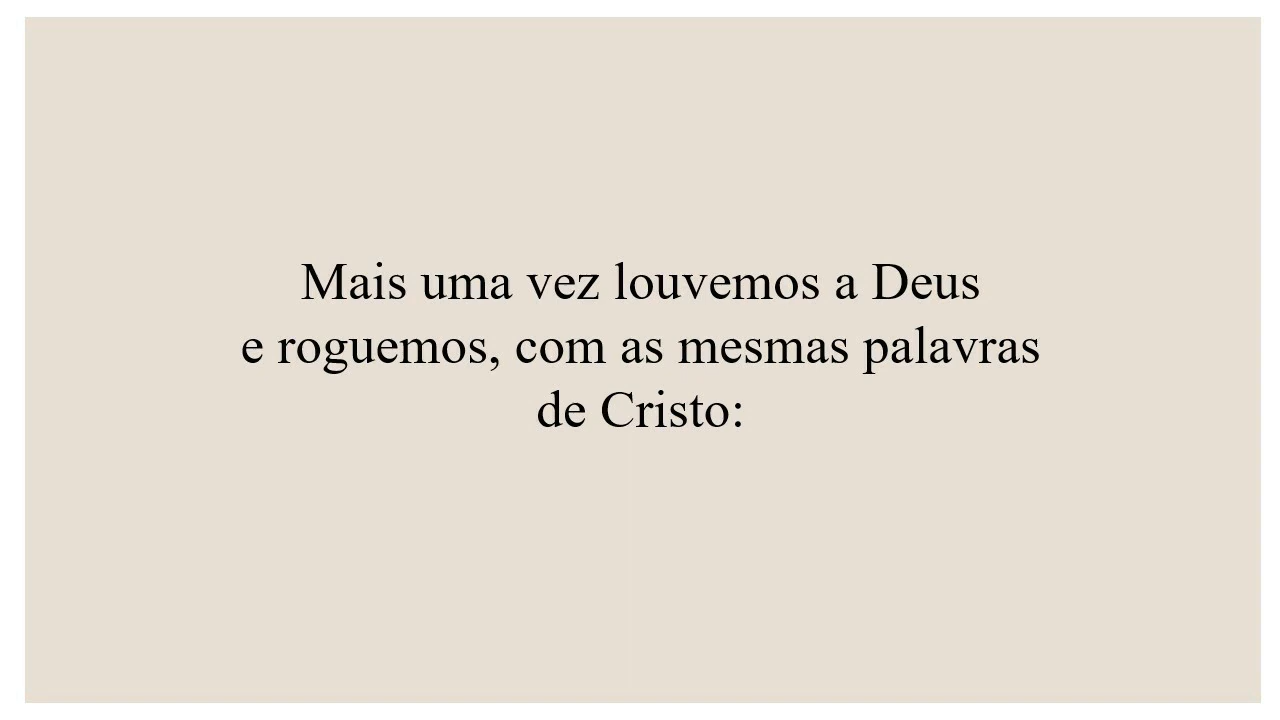 Mais uma vez louvemos a Deus
e roguemos, com as mesmas palavras
de Cristo: